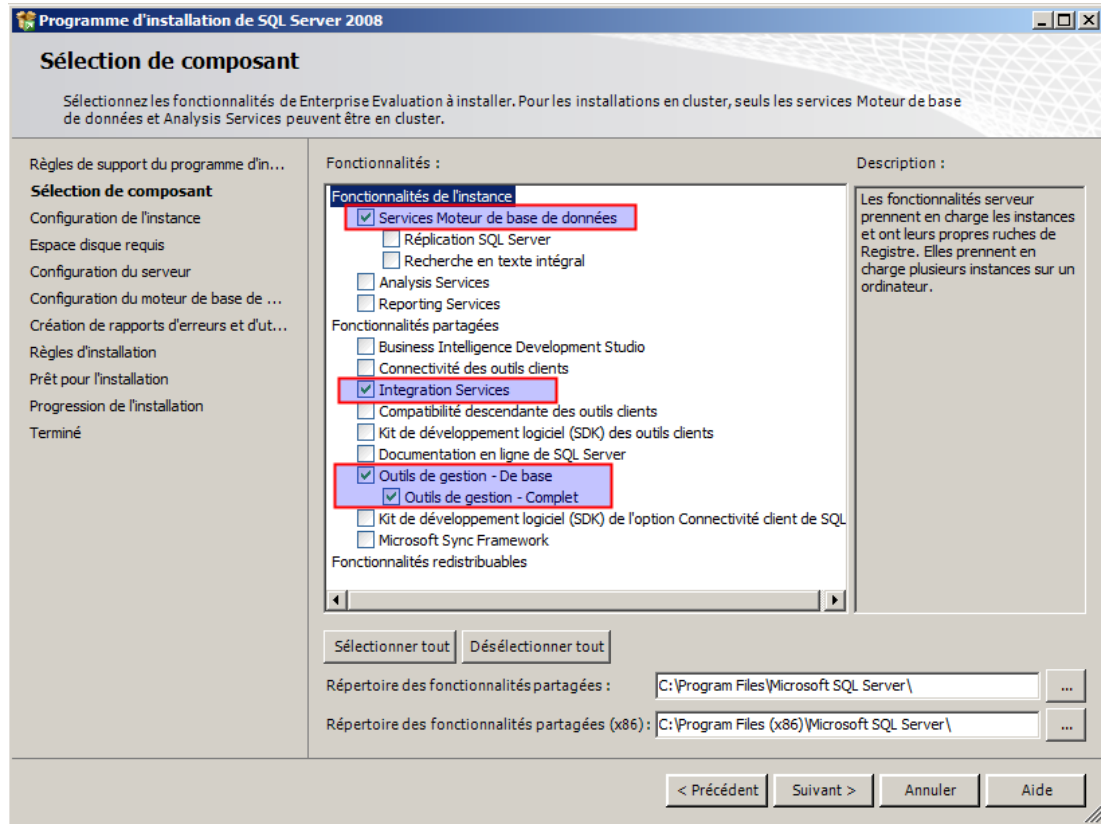 Programme d'installation de SQL Server 2008
Sélection de composant
Sélectionnez les fonctionnalités de Enterprise Evaluation à installer. Pour les installations en cluster, seuls les services Moteur de base
de données et Analysis Services peuvent être en cluster.
Règles de support du programme d'in...
Sélection de composant
Configuration de l'instance
Espace disque requis
Configuration du serveur
Configuration du moteur de base de ...
Création de rapports d'erreurs et d'ut...
Règles d'installation
Prêt pour l'installation
Progression de l'installation
Terminé
Fonctionnalités :
Fonctionnalités de l'instance
Services Moteur de base de données
Réplication SQL Server
Recherche en texte intégral
Analysis Services
Reporting Services
Fonctionnalités partagées
Business Intelligence Development Studio
Connectivité des outils clients
Integration Services
Compatibilité descendante des outils clients
Kit de développement logiciel (SDK) des outils clients
Documentation en ligne de SQL Server
Outils de gestion - De base
Outils de gestion - Complet
Kit de développement logiciel (SDK) de l'option Connectivité client de SQL
Microsoft Sync Framework
Fonctionnalités redistribuables
Description :
Les fonctionnalités serveur
prennent en charge les instances
et ont leurs propres ruches de
Registre. Elles prennent en
charge plusieurs instances sur un
ordinateur.
Sélectionner tout Désélectionner tout
Répertoire des fonctionnalités partagées : C:\Program Files\Microsoft SQL Server\ ...
Répertoire des fonctionnalités partagées (x86) : C:\Program Files (x86)\Microsoft SQL Server\ ...
< Précédent Suivant > Annuler Aide